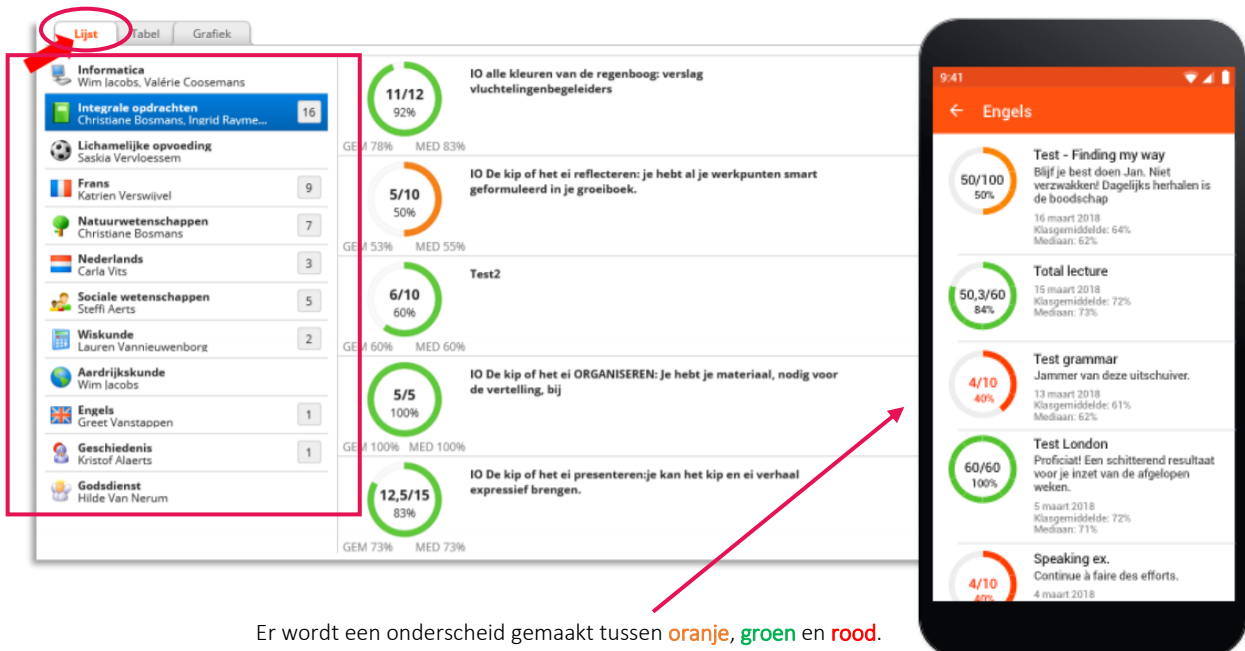 Lijst
Tabel
Grafiek
Informatica
Wim Jacobs, Valérie Coosemans
Integrale opdrachten
Christiane Bosmans, Ingrid Rayme...
16
Lichamelijke opvoeding
Saskia Vervloessem
Frans
Katrien Verswijvel
9
Natuurwetenschappen
Christiane Bosmans
7
Nederlands
Carla Vits
3
Sociale wetenschappen
Steffi Aerts
5
Wiskunde
Lauren Vannieuwenborg
2
Aardrijkskunde
Wim Jacobs
Engels
Greet Vanstappen
1
Geschiedenis
Kristof Alaerts
1
Godsdienst
Hilde Van Nerum
11/12
92%
GEM 78% MED 83%
IO alle kleuren van de regenboog: verslag
vluchtelingenbegeleiders
5/10
50%
GEM 53% MED 55%
IO De kip of het ei reflecteren: je hebt al je werkpunten smart
geformuleerd in je groeiboek.
6/10
60%
GEM 60% MED 60%
Test2
5/5
100%
GEM 100% MED 100%
IO De kip of het ei ORGANISEREN: Je hebt je materiaal, nodig voor
de vertelling, bij
12,5/15
83%
GEM 73% MED 73%
IO De kip of het ei presenteren:je kan het kip en ei verhaal
expressief brengen.
9:41
Engels
50/100
50%
Test - Finding my way
Blijf je best doen Jan. Niet
verzwakken! Dagelijks herhalen is
de boodschap
16 maart 2018
Klasgemiddelde: 64%
Mediaan: 62%
50,3/60
84%
Total lecture
15 maart 2018
Klasgemiddelde: 72%
Mediaan: 73%
4/10
40%
Test grammar
Jammer van deze uitschuiver.
13 maart 2018
Klasgemiddelde: 61%
Mediaan: 62%
60/60
100%
Test London
Proficiat! Een schitterend resultaat
voor je inzet van de afgelopen
weken.
5 maart 2018
Klasgemiddelde: 72%
Mediaan: 71%
4/10
40%
Speaking ex.
Continue à faire des efforts.
4 maart 2018
Er wordt een onderscheid gemaakt tussen oranje, groen en rood.